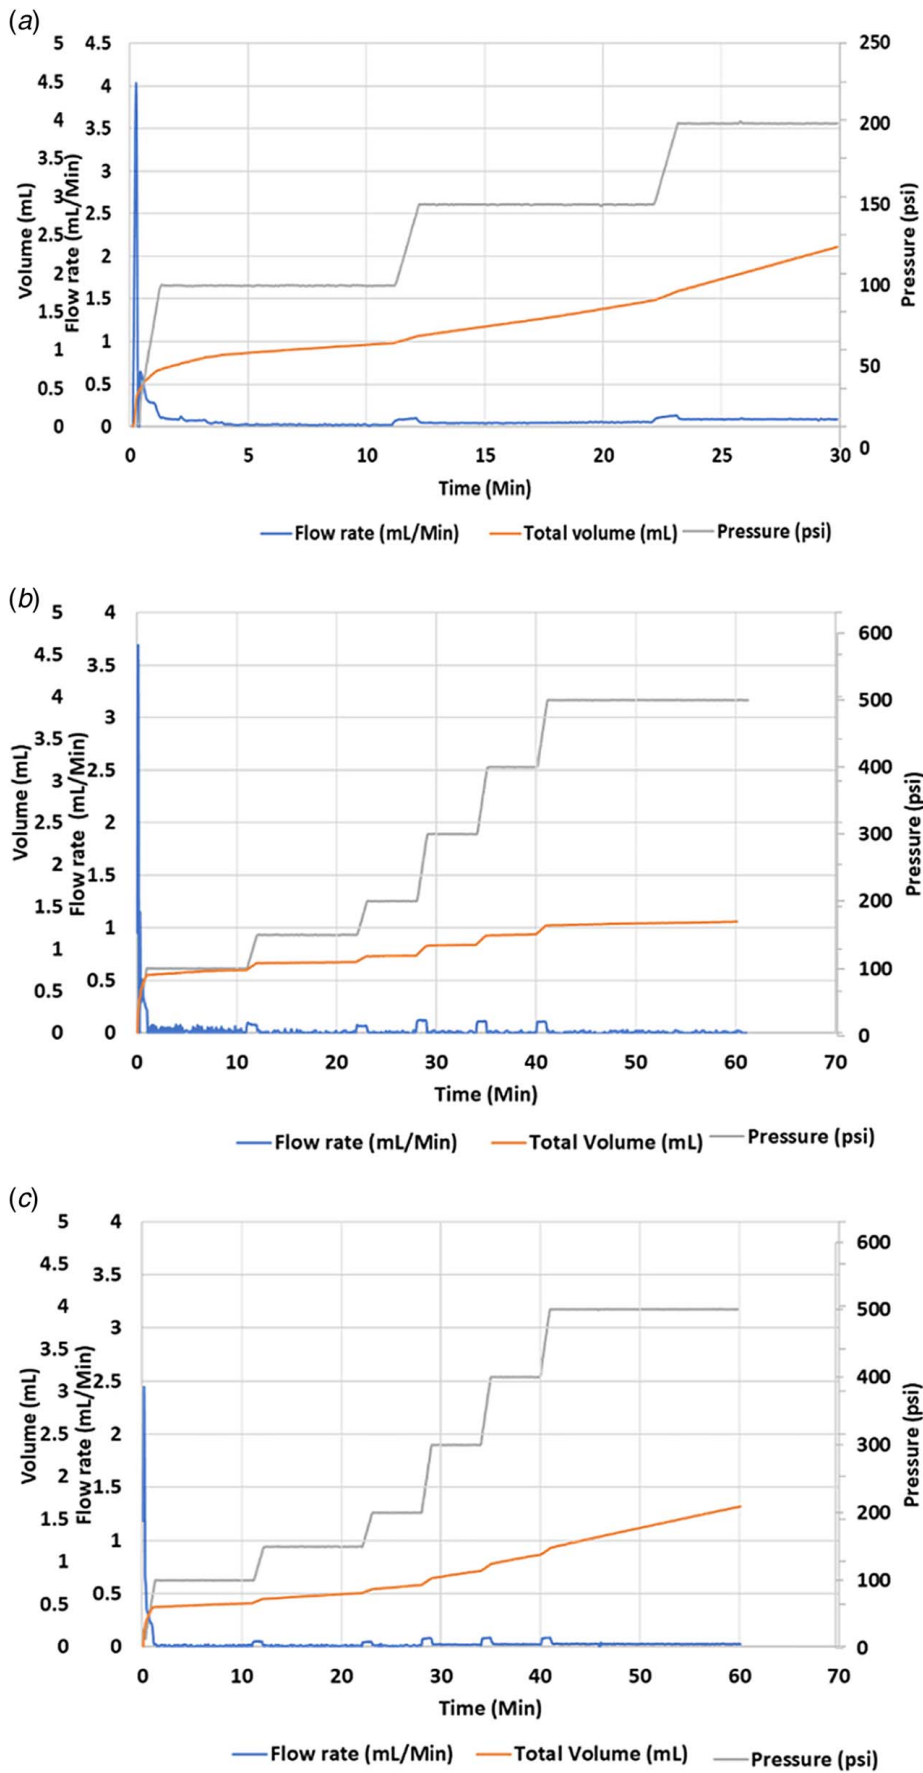 (a)
5 4.5 250
4.5 4
4 3.5 200
3.5 3
3 2.5 150
2.5 2
2 1.5 100
1.5 1
1 0.5 50
0.5
0 0 0
Volume (mL)
Flow rate (mL/Min)
Pressure (psi)
0 5 10 15 20 25 30
Time (Min)
Flow rate (mL/Min) Total volume (mL) Pressure (psi)
(b)
5 4 600
4.5 3.5
4 3 500
3.5 2.5 400
3 2
2.5 1.5 300
2 1 200
1.5 0.5
1 100
0.5
0 0 0
Volume (mL)
Flow rate (mL/Min)
Pressure (psi)
0 10 20 30 40 50 60 70
Time (Min)
Flow rate (mL/Min) Total Volume (mL) Pressure (psi)
(c)
5 4 600
4.5 3.5
4 3 500
3.5 2.5 400
3 2
2.5 1.5 300
2 1 200
1.5 0.5
1 100
0.5
0 0 0
Volume (mL)
Flow rate (mL/Min)
Pressure (psi)
0 10 20 30 40 50 60 70
Time (Min)
Flow rate (mL/Min) Total Volume (mL) Pressure (psi)